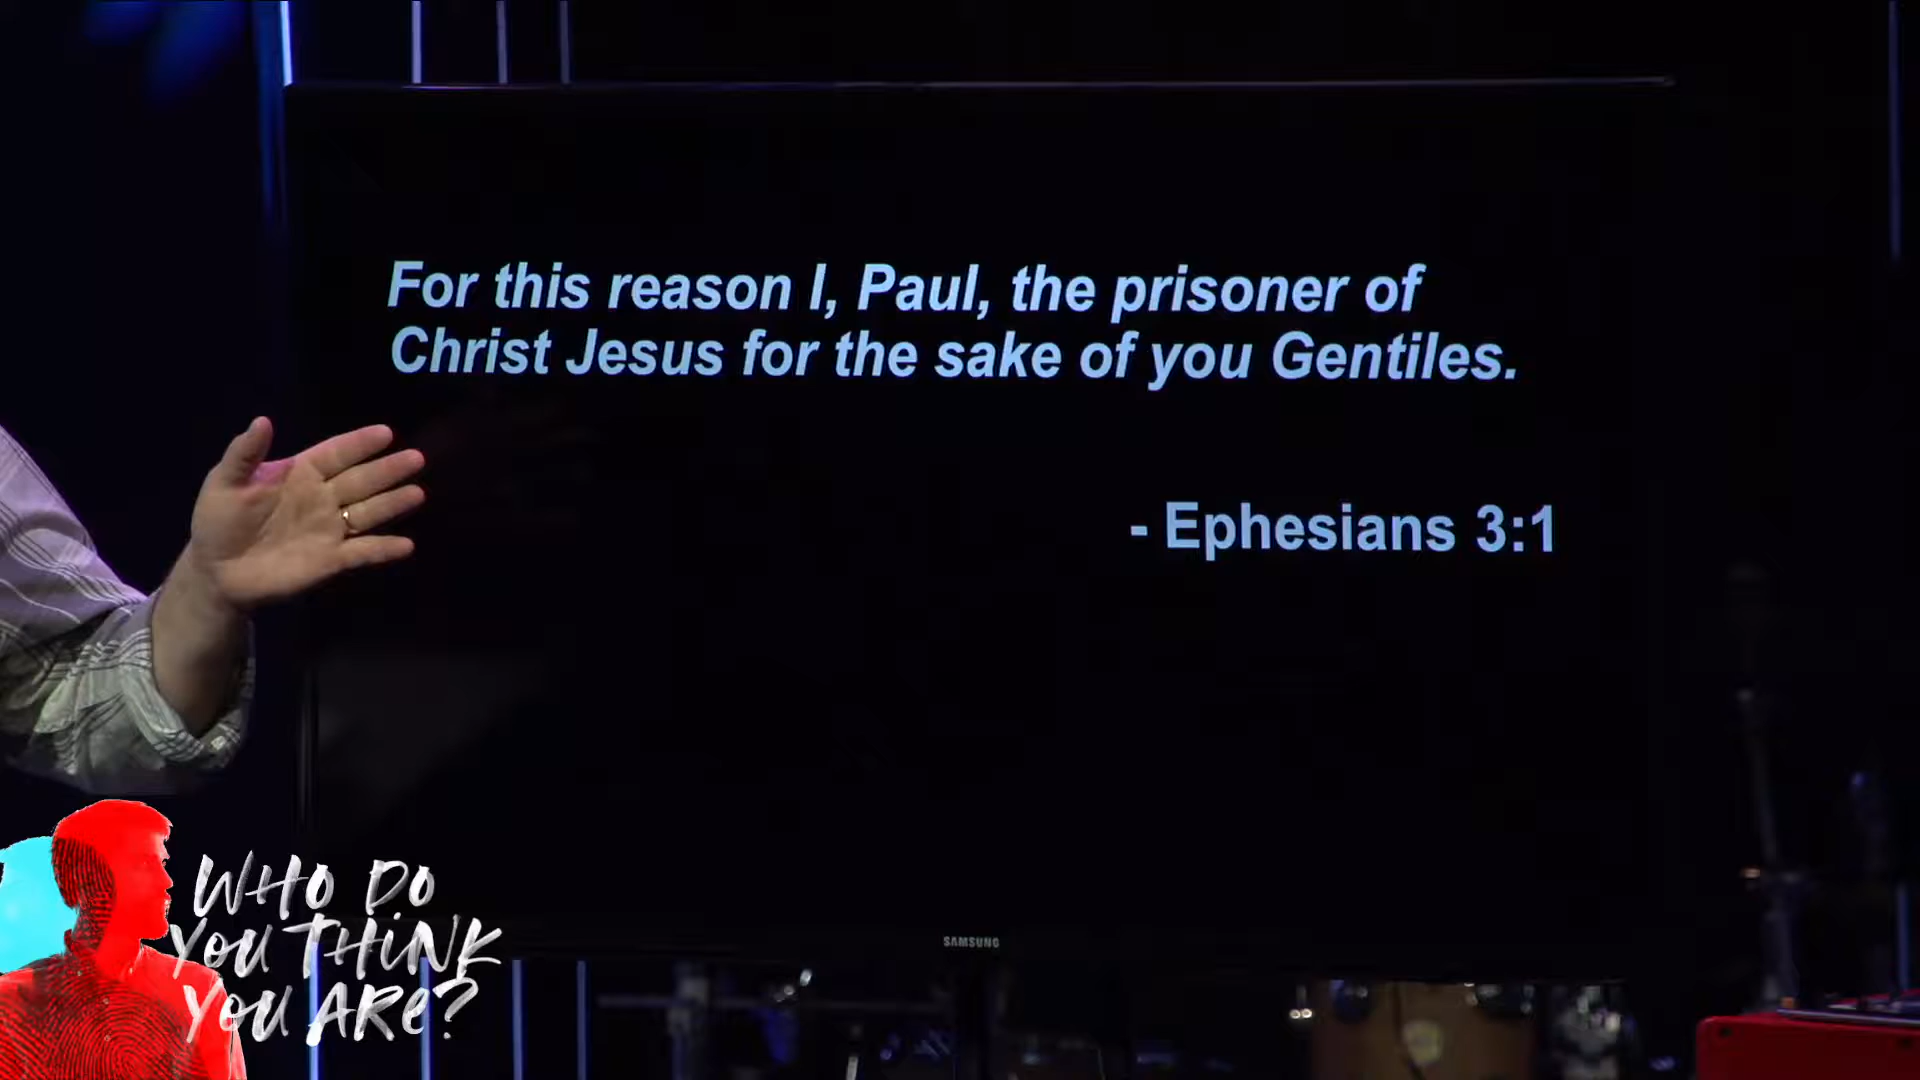 For this reason I, Paul, the prisoner of
Christ Jesus for the sake of you Gentiles.
- Ephesians 3:1
SAMSUNG
WHO DO
YOU THiNK
YOU ARe?